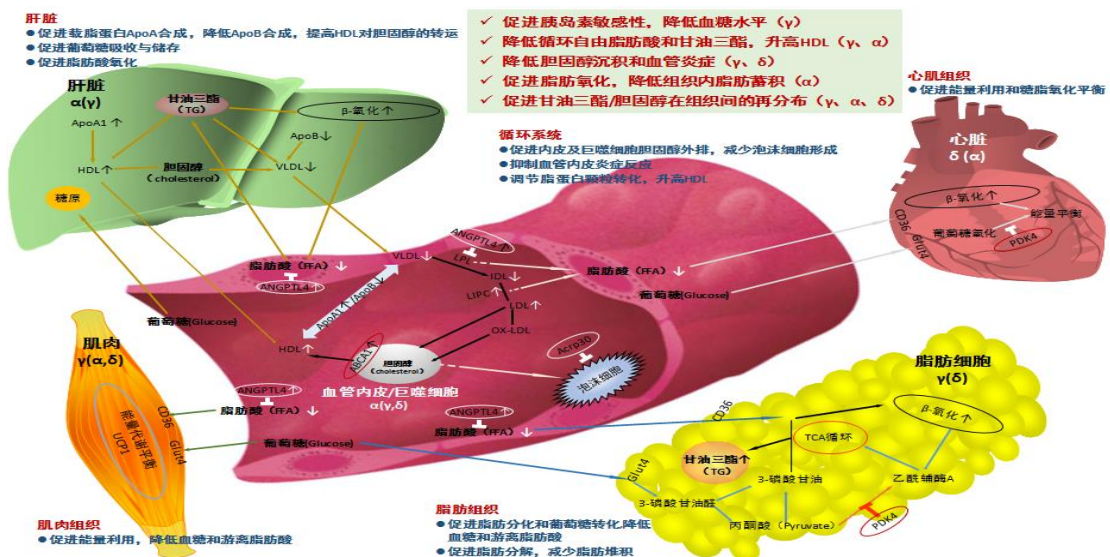 肝脏
●促进载脂蛋白ApoA合成，降低ApoB合成，提高HDL对胆固醇的转运
●促进葡萄糖吸收与储存
●促进脂肪酸氧化
✓ 促进胰岛素敏感性，降低血糖水平（γ）
✓ 降低循环自由脂肪酸和甘油三酯，升高HDL（γ、α）
✓ 降低胆固醇沉积和血管炎症（γ、δ）
✓ 促进脂肪氧化，降低组织内脂肪蓄积（α）
✓ 促进甘油三酯/胆固醇在组织间的再分布（γ、α、δ）
心肌组织
●促进能量利用和糖脂氧化平衡
肝脏
α(γ)
甘油三酯
（TG）
β-氧化↑
ApoA1↑
ApoB↓
HDL↑
胆固醇
(cholesterol)
VLDL↓
糖原
循环系统
●促进内皮及巨噬细胞胆固醇外排，减少泡沫细胞形成
●抑制血管内皮炎症反应
●调节脂蛋白颗粒转化，升高HDL
心脏
δ(α)
β-氧化↑
能量平衡
CD36
Glut4
葡萄糖氧化
PDK4
ANGPTL4↑
LPL
VLDL↓
脂肪酸（FFA）↓
ANGPTL4↑
IDL↓
脂肪酸（FFA）↓
LIPC↑
葡萄糖(Glucose)
LDL↑
ApoA1↑/ApoB↓
葡萄糖(Glucose)
OX-LDL
HDL↑
ABCA1↑
胆固醇
(cholesterol)
Acrp30
泡沫细胞
血管内皮/巨噬细胞
α(γ,δ)
肌肉
γ(α,δ)
能量代谢平衡
UCP1
CD36
Glut4
ANGPTL4↑
脂肪酸（FFA）↓
ANGPTL4↑
脂肪酸（FFA）↓
葡萄糖(Glucose)
脂肪细胞
γ(δ)
CD36
β-氧化↑
TCA循环
甘油三酯↑
（TG）
Glut4
3-磷酸甘油
乙酰辅酶A
3-磷酸甘油醛
丙酮酸（Pyruvate）
PDK4
肌肉组织
●促进能量利用，降低血糖和游离脂肪酸
脂肪组织
●促进脂肪分化和葡萄糖转化,降低
血糖和游离脂肪酸
●促进脂肪分解，减少脂肪堆积